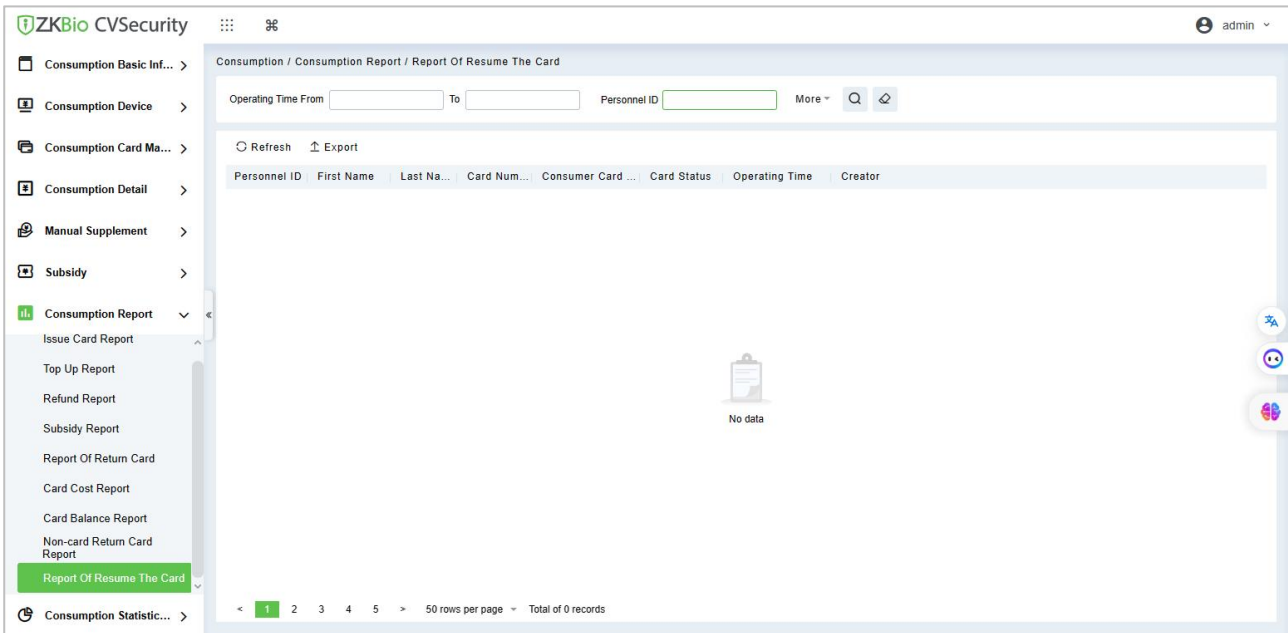 ZKBio CVSecurity
admin
Consumption Basic Inf...
Consumption Device
Consumption Card Ma...
Consumption Detail
Manual Supplement
Subsidy
Consumption Report
Issue Card Report
Top Up Report
Refund Report
Subsidy Report
Report Of Return Card
Card Cost Report
Card Balance Report
Non-card Return Card
Report
Report Of Resume The Card
Consumption Statistic...
Consumption / Consumption Report / Report Of Resume The Card
Operating Time From To Personnel ID More
Refresh Export
Personnel ID First Name Last Na... Card Num... Consumer Card ... Card Status Operating Time Creator
No data
< 1 2 3 4 5 > 50 rows per page Total of 0 records